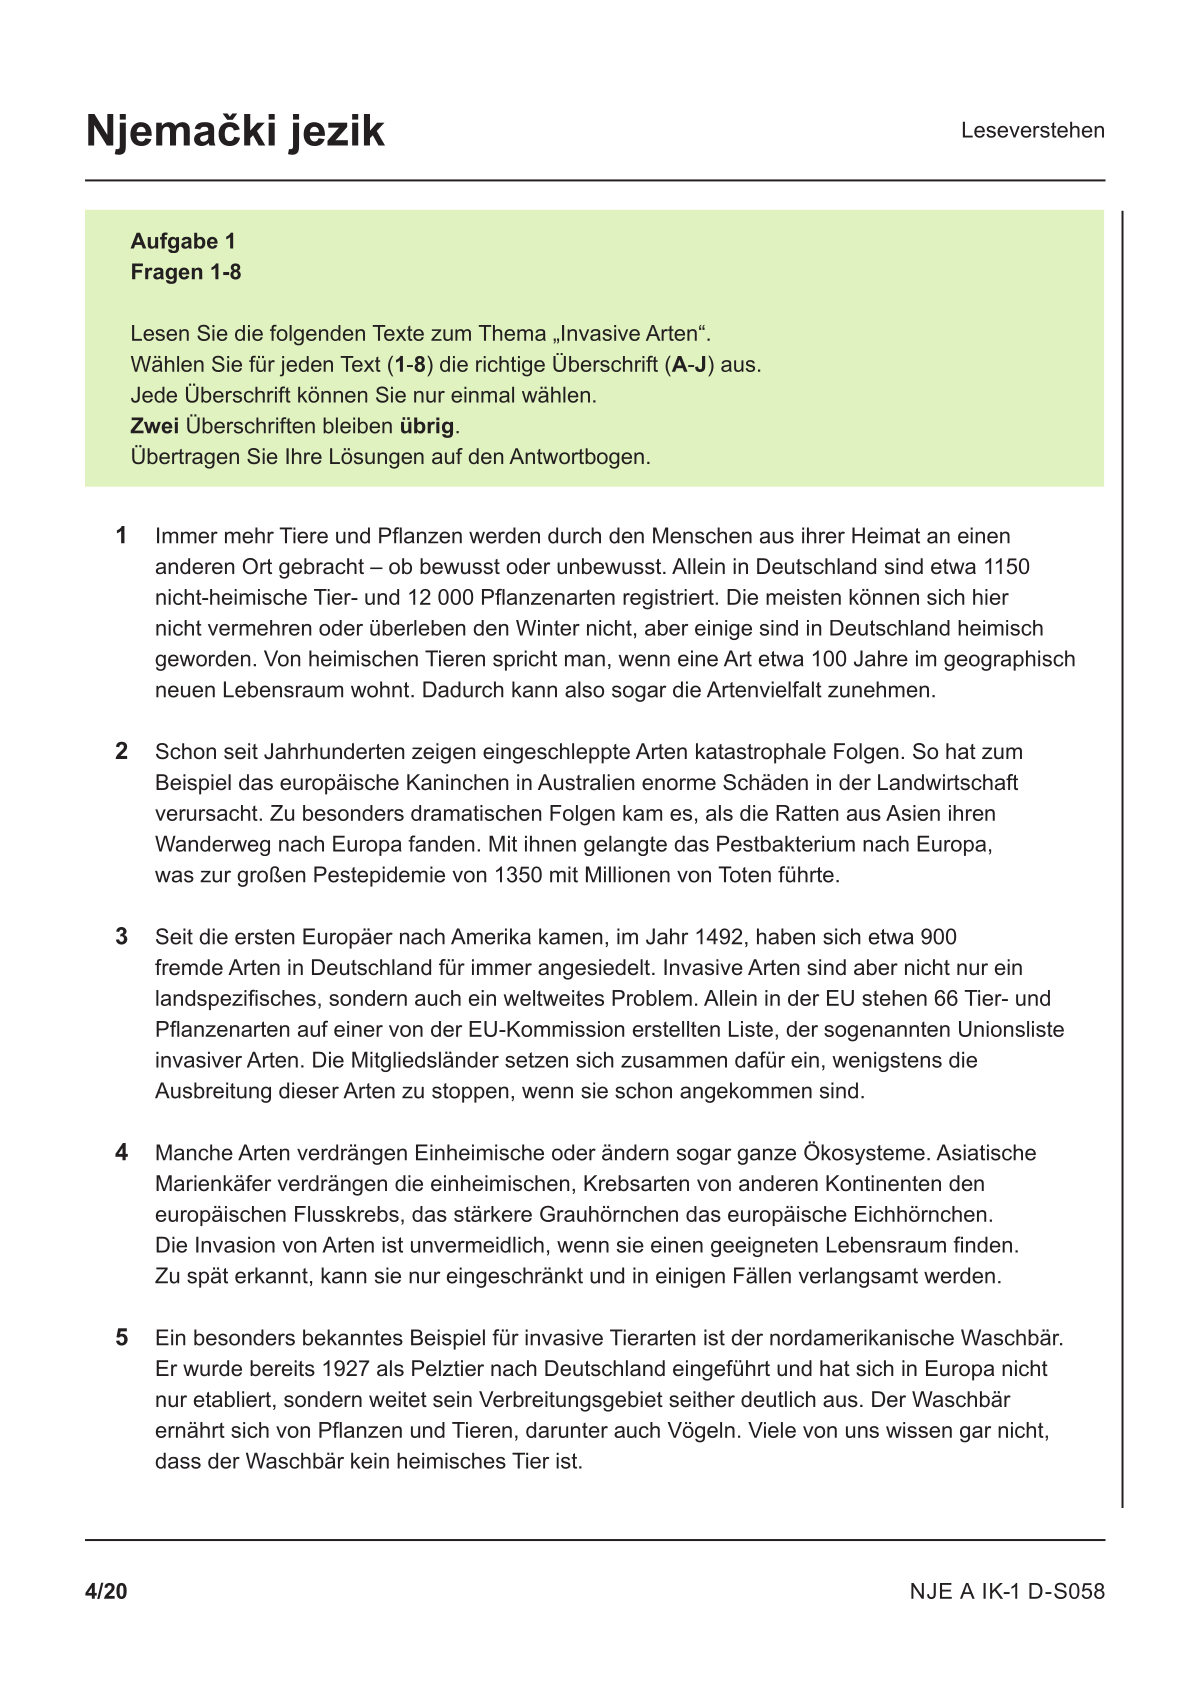 Njemački jezik
Leseverstehen
Aufgabe 1
Fragen 1-8
Lesen Sie die folgenden Texte zum Thema „Invasive Arten“.
Wählen Sie für jeden Text (1-8) die richtige Überschrift (A-J) aus.
Jede Überschrift können Sie nur einmal wählen.
Zwei Überschriften bleiben übrig.
Übertragen Sie Ihre Lösungen auf den Antwortbogen.
1 Immer mehr Tiere und Pflanzen werden durch den Menschen aus ihrer Heimat an einen
anderen Ort gebracht – ob bewusst oder unbewusst. Allein in Deutschland sind etwa 1150
nicht-heimische Tier- und 12 000 Pflanzenarten registriert. Die meisten können sich hier
nicht vermehren oder überleben den Winter nicht, aber einige sind in Deutschland heimisch
geworden. Von heimischen Tieren spricht man, wenn eine Art etwa 100 Jahre im geographisch
neuen Lebensraum wohnt. Dadurch kann also sogar die Artenvielfalt zunehmen.
2 Schon seit Jahrhunderten zeigen eingeschleppte Arten katastrophale Folgen. So hat zum
Beispiel das europäische Kaninchen in Australien enorme Schäden in der Landwirtschaft
verursacht. Zu besonders dramatischen Folgen kam es, als die Ratten aus Asien ihren
Wanderweg nach Europa fanden. Mit ihnen gelangte das Pestbakterium nach Europa,
was zur großen Pestepidemie von 1350 mit Millionen von Toten führte.
3 Seit die ersten Europäer nach Amerika kamen, im Jahr 1492, haben sich etwa 900
fremde Arten in Deutschland für immer angesiedelt. Invasive Arten sind aber nicht nur ein
landspezifisches, sondern auch ein weltweites Problem. Allein in der EU stehen 66 Tier- und
Pflanzenarten auf einer von der EU-Kommission erstellten Liste, der sogenannten Unionsliste
invasiver Arten. Die Mitgliedsländer setzen sich zusammen dafür ein, wenigstens die
Ausbreitung dieser Arten zu stoppen, wenn sie schon angekommen sind.
4 Manche Arten verdrängen Einheimische oder ändern sogar ganze Ökosysteme. Asiatische
Marienkäfer verdrängen die einheimischen, Krebsarten von anderen Kontinenten den
europäischen Flusskrebs, das stärkere Grauhörnchen das europäische Eichhörnchen.
Die Invasion von Arten ist unvermeidlich, wenn sie einen geeigneten Lebensraum finden.
Zu spät erkannt, kann sie nur eingeschränkt und in einigen Fällen verlangsamt werden.
5 Ein besonders bekanntes Beispiel für invasive Tierarten ist der nordamerikanische Waschbär.
Er wurde bereits 1927 als Pelztier nach Deutschland eingeführt und hat sich in Europa nicht
nur etabliert, sondern weitet sein Verbreitungsgebiet seither deutlich aus. Der Waschbär
ernährt sich von Pflanzen und Tieren, darunter auch Vögeln. Viele von uns wissen gar nicht,
dass der Waschbär kein heimisches Tier ist.
4/20
NJE A IK-1 D-S058